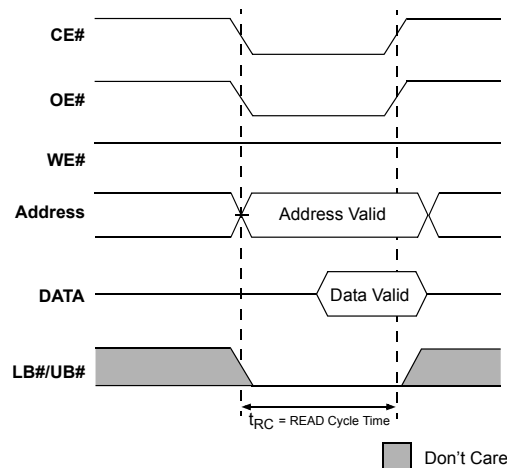 CE#
OE#
WE#
Address
Address Valid
DATA
Data Valid
LB#/UB#
tRC = READ Cycle Time
Don't Care